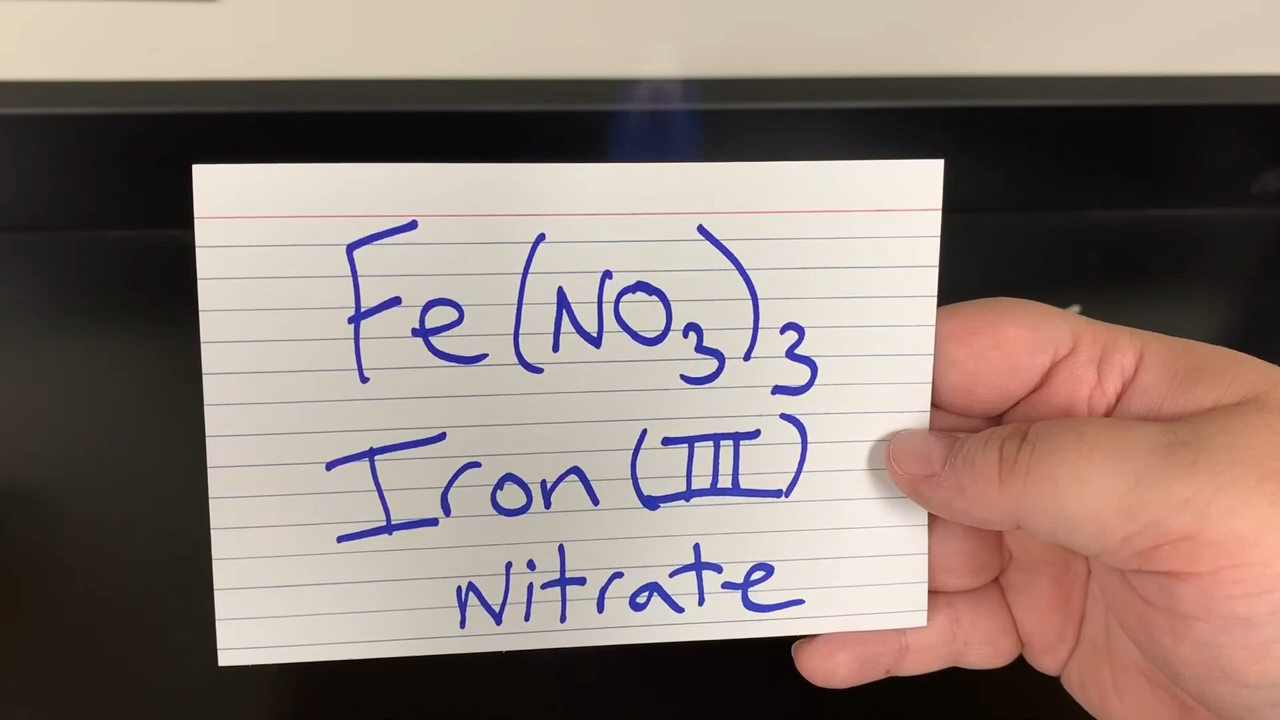 Fe(NO₃)₃
Iron (III)
Nitrate